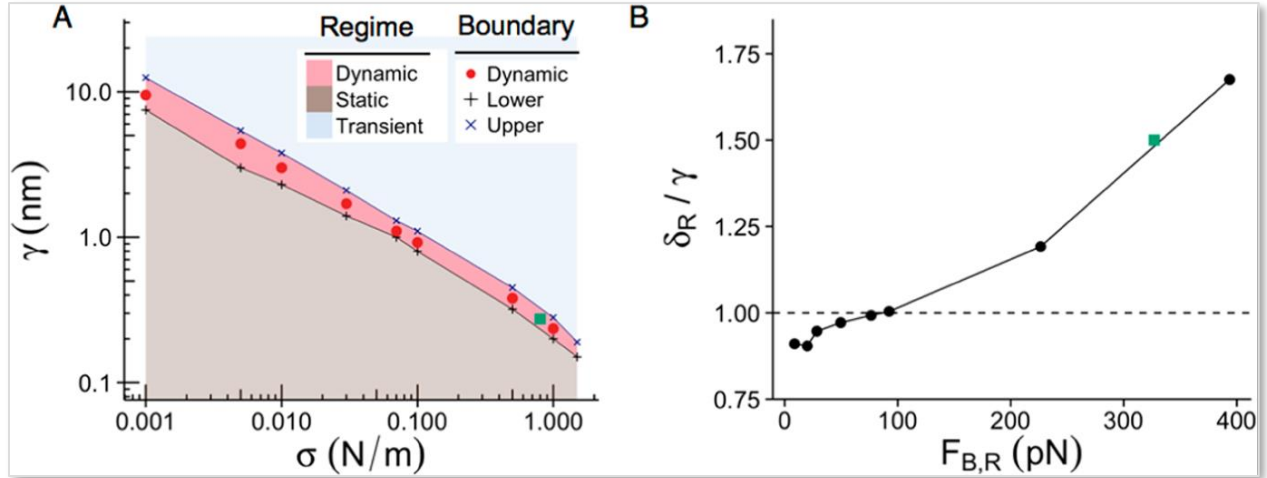 A
Regime
Boundary
Dynamic
Static
Transient
Dynamic
Lower
Upper
10.0
1.0
0.1
γ (nm)
0.001
0.010
0.100
1.000
σ (N/m)
B
1.75
1.50
1.25
1.00
0.75
δR / γ
0
100
200
300
400
FB,R (pN)